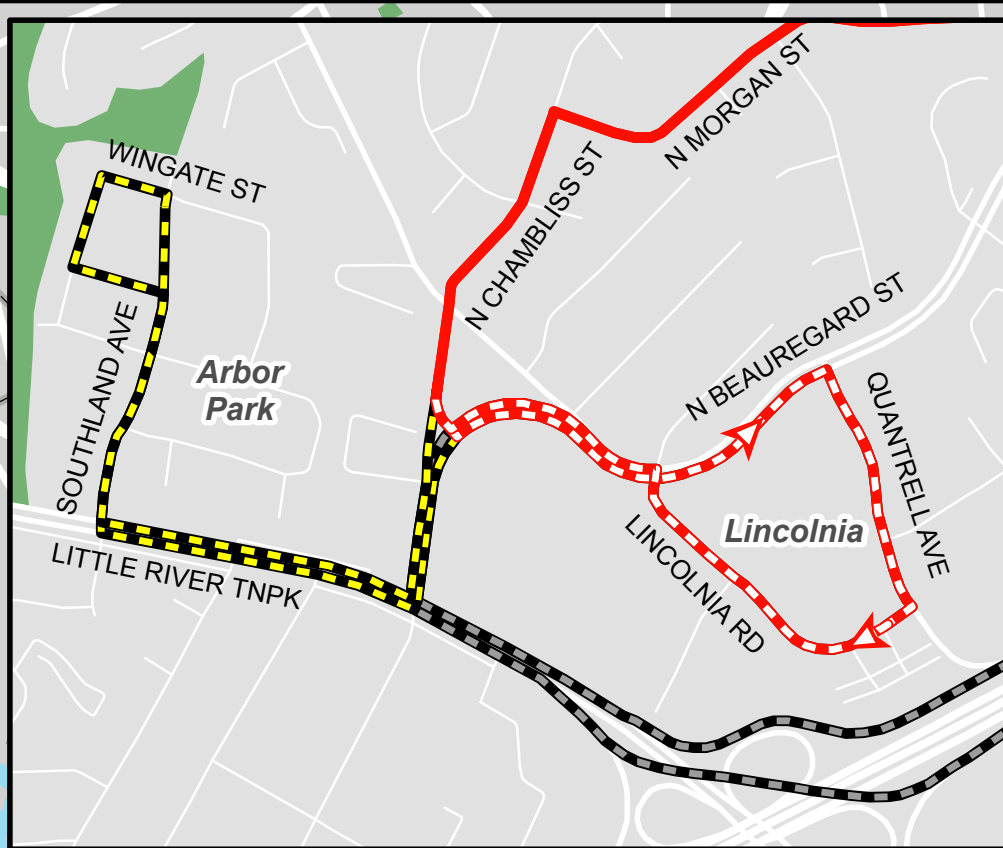 N MORGAN ST
WINGATE ST
N CHAMBLISS ST
N BEAUREGARD ST
SOUTHLAND AVE
Arbor
Park
QUANTRELL AVE
LINCOLNIA RD
Lincolnia
LITTLE RIVER TNPK